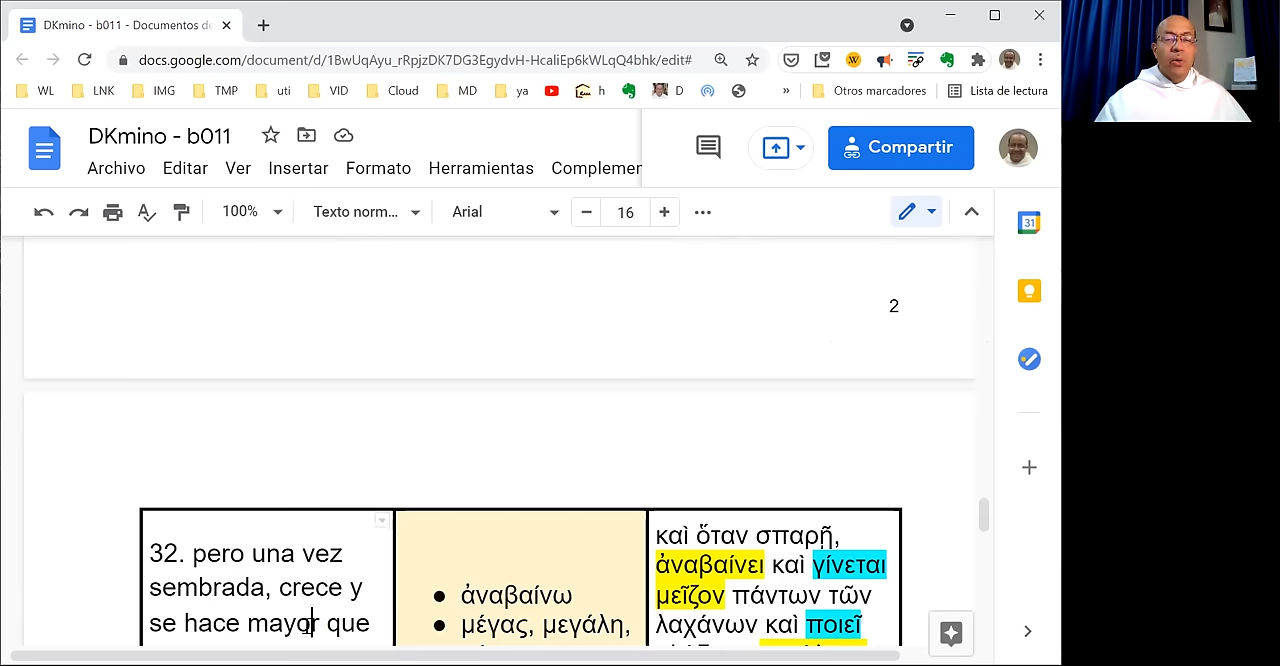 DKmino - b011 - Documentos de
docs.google.com/document/d/1BwUqAyu_rRpjzDK7DG3EgydvH-HcaliEp6kWLqQ4bhk/edit#
WL LNK IMG TMP uti VID Cloud MD ya h D » Otros marcadores Lista de lectura
DKmino - b011
Archivo Editar Ver Insertar Formato Herramientas Complemen
Compartir
100% Texto norm... Arial 16
31
2
32. pero una vez
sembrada, crece y
se hace mayor que
● ἀναβαίνω
● μέγας, μεγάλη,
καὶ ὅταν σπαρῇ,
ἀναβαίνει καὶ γίνεται
μεῖζον πάντων τῶν
λαχάνων καὶ ποιεῖ